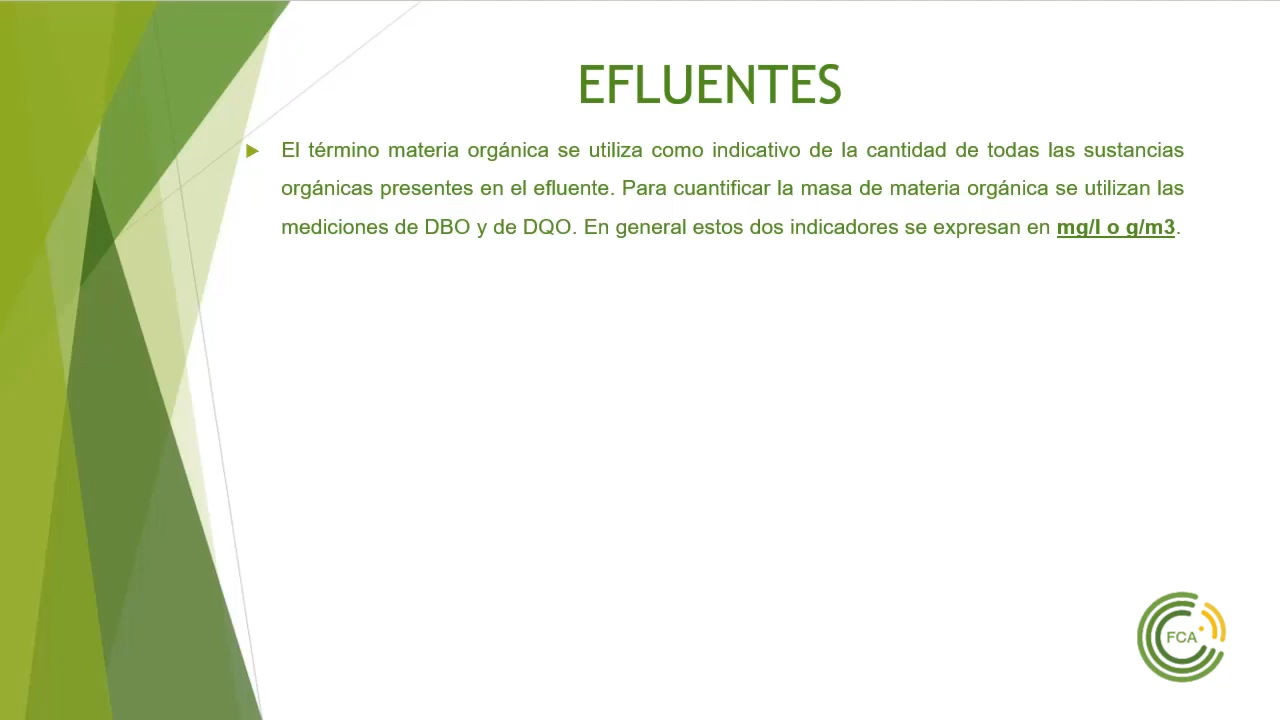 EFLUENTES
El término materia orgánica se utiliza como indicativo de la cantidad de todas las sustancias
orgánicas presentes en el efluente. Para cuantificar la masa de materia orgánica se utilizan las
mediciones de DBO y de DQO. En general estos dos indicadores se expresan en mg/l o g/m3.
FCA